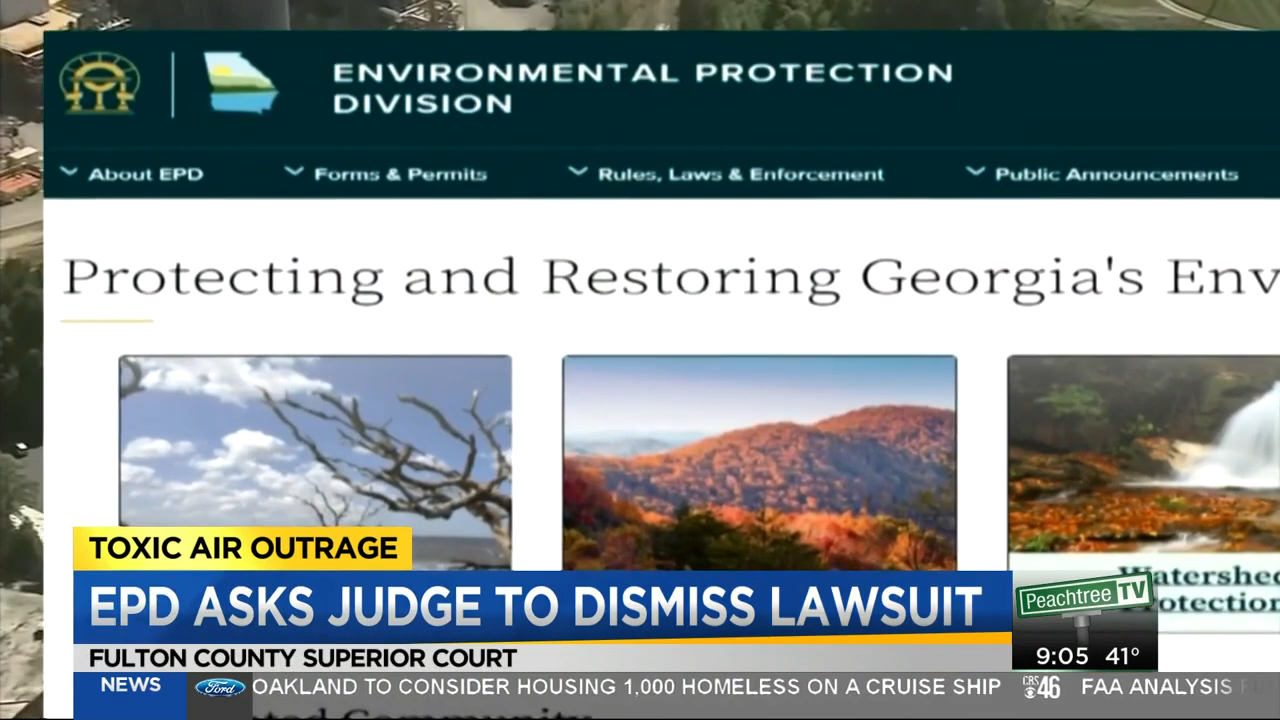 ENVIRONMENTAL PROTECTION
DIVISION
About EPD
Forms & Permits
Rules, Laws & Enforcement
Public Announcements
Protecting and Restoring Georgia's Env
TOXIC AIR OUTRAGE
EPD ASKS JUDGE TO DISMISS LAWSUIT
FULTON COUNTY SUPERIOR COURT
Peachtree TV
9:05 41°
NEWS
Ford
OAKLAND TO CONSIDER HOUSING 1,000 HOMELESS ON A CRUISE SHIP
CBS 46
FAA ANALYSIS